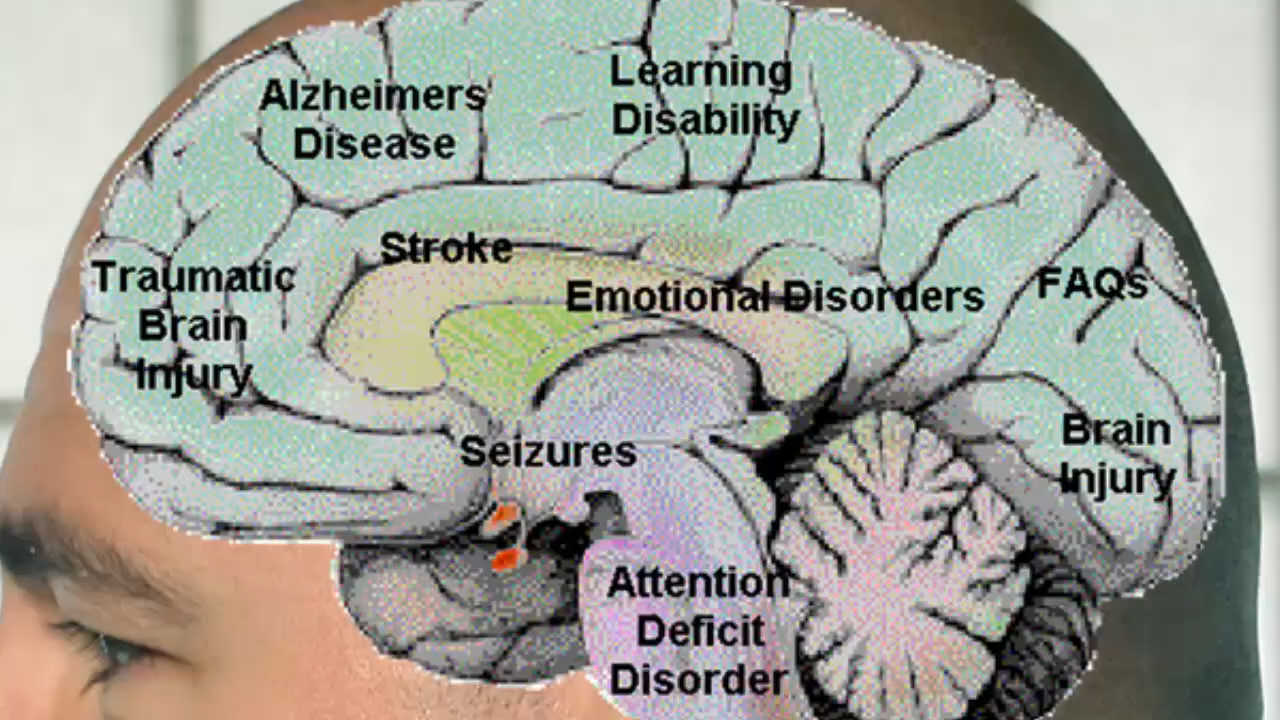 Alzheimers'
Disease
Learning
Disability
Stroke
Traumatic
Brain
Injury
Emotional Disorders
FAQs
Seizures
Brain
Injury
Attention
Deficit
Disorder